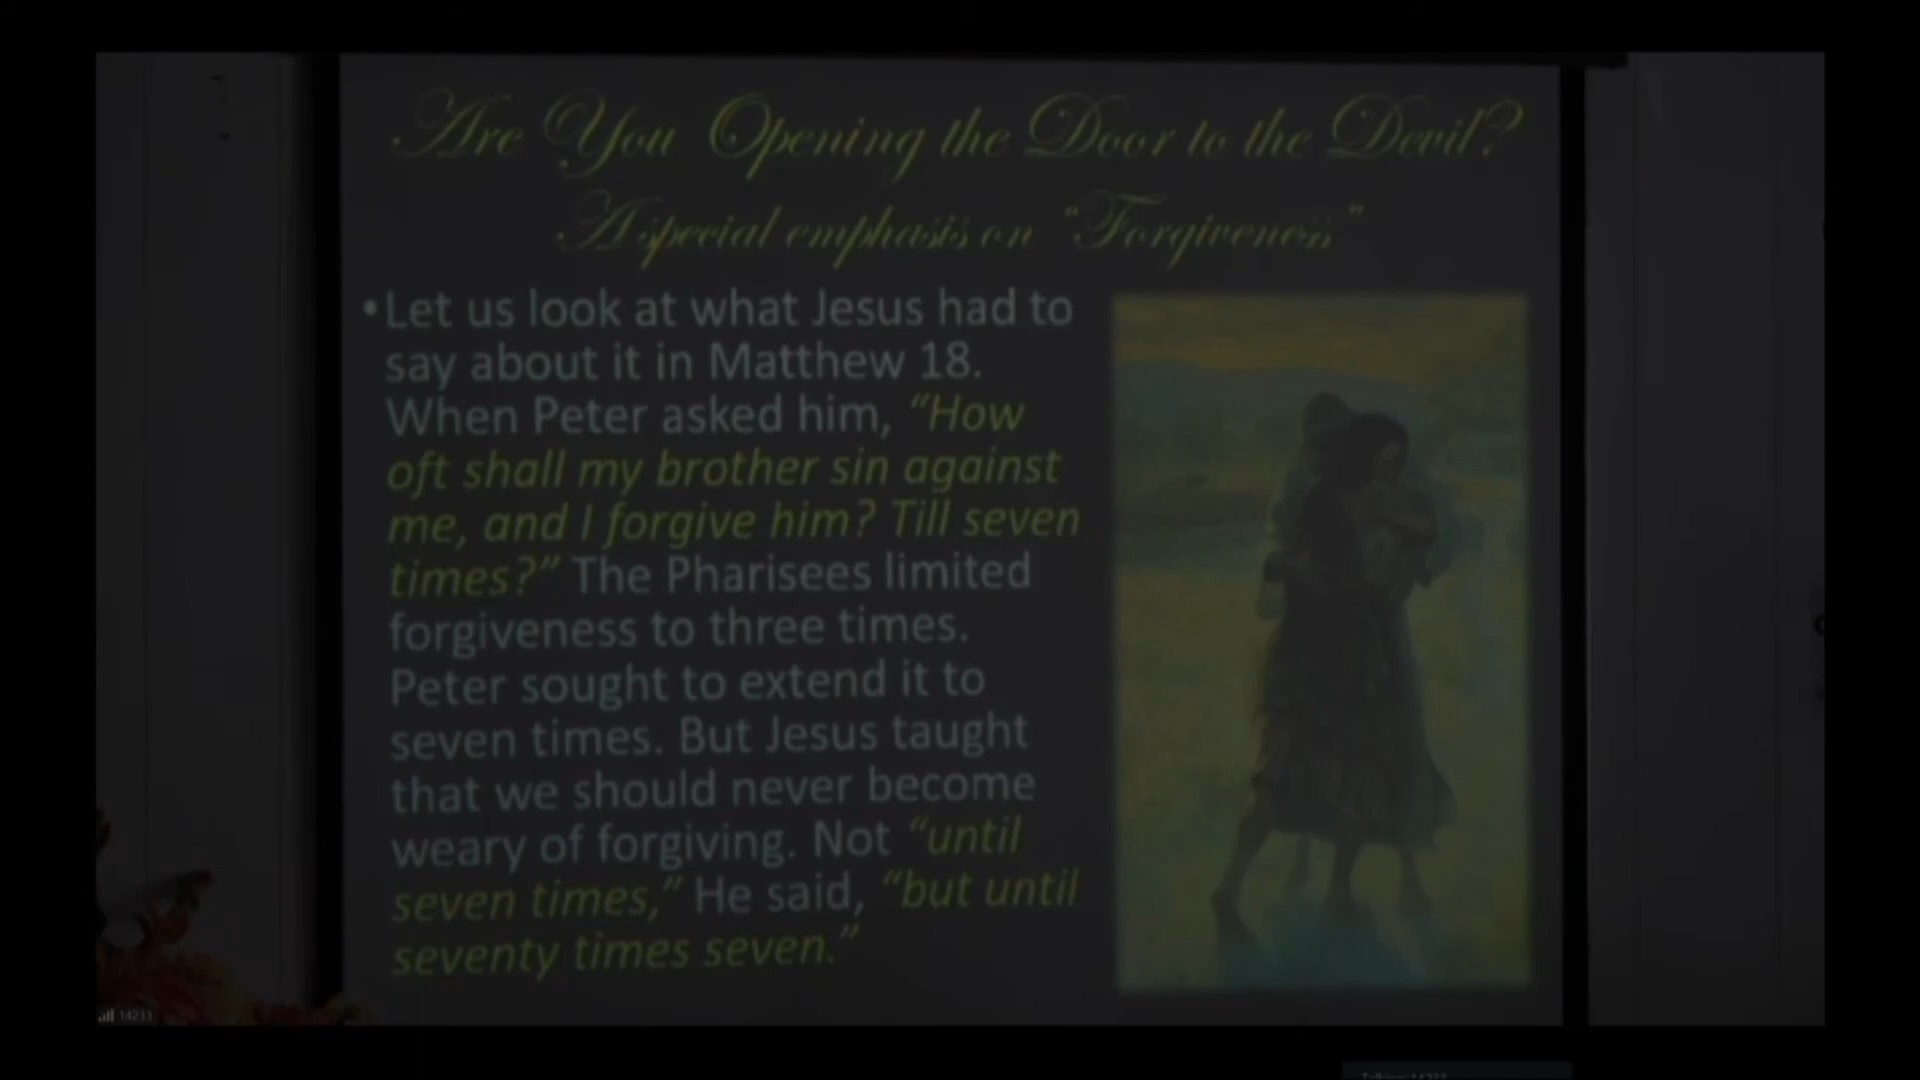 Are You Opening the Door to the Devil?
A special emphasis on "Forgiveness"
•Let us look at what Jesus had to
say about it in Matthew 18.
When Peter asked him, “How
oft shall my brother sin against
me, and I forgive him? Till seven
times?” The Pharisees limited
forgiveness to three times.
Peter sought to extend it to
seven times. But Jesus taught
that we should never become
weary of forgiving. Not “until
seven times,” He said, “but until
seventy times seven.”
14233